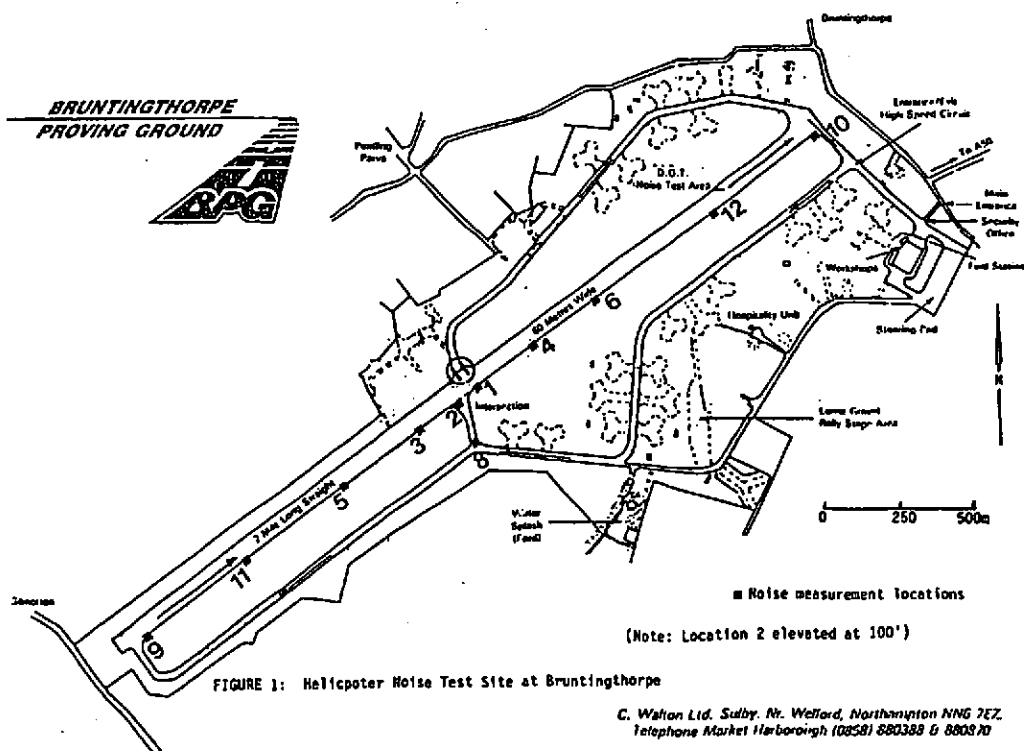 BRUNTINGTHORPE
PROVING GROUND
Bruntingthorpe
High Speed Circuit
To A50
Main
Entrance
Security
Office
Fuel Station
Workshops
Steering Pad
Hospitality Unit
D.O.T.
Noise Test Area
Peatling
Parva
60 Metres Wide
2 Mile Long Straight
Intersection
Rally Stage Area
Water
Splash
(Ford)
10
12
6
4
H
1
2
3
8
5
11
9
N
0 250 500m
■ Noise measurement locations
(Note: Location 2 elevated at 100')
FIGURE 1: Helicpoter Noise Test Site at Bruntingthorpe
C. Walton Ltd. Sulby. Nr. Welford, Northampton NN6 7EZ.
Telephone Market Harborough (0858) 880388 & 880870